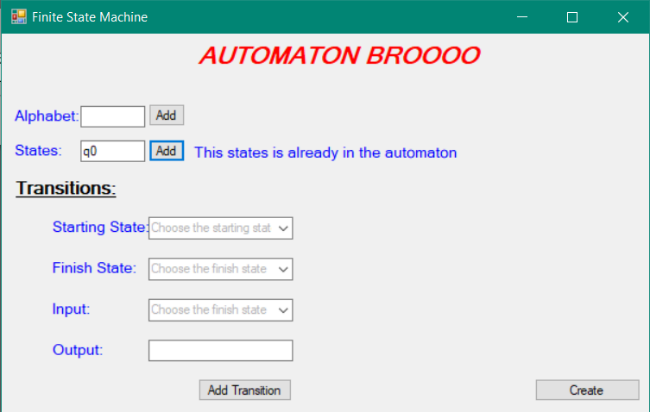 Finite State Machine
AUTOMATON BROOOO
Alphabet: Add
States: q0 Add This states is already in the automaton
Transitions:
Starting State: Choose the starting stat
Finish State: Choose the finish state
Input: Choose the finish state
Output:
Add Transition Create